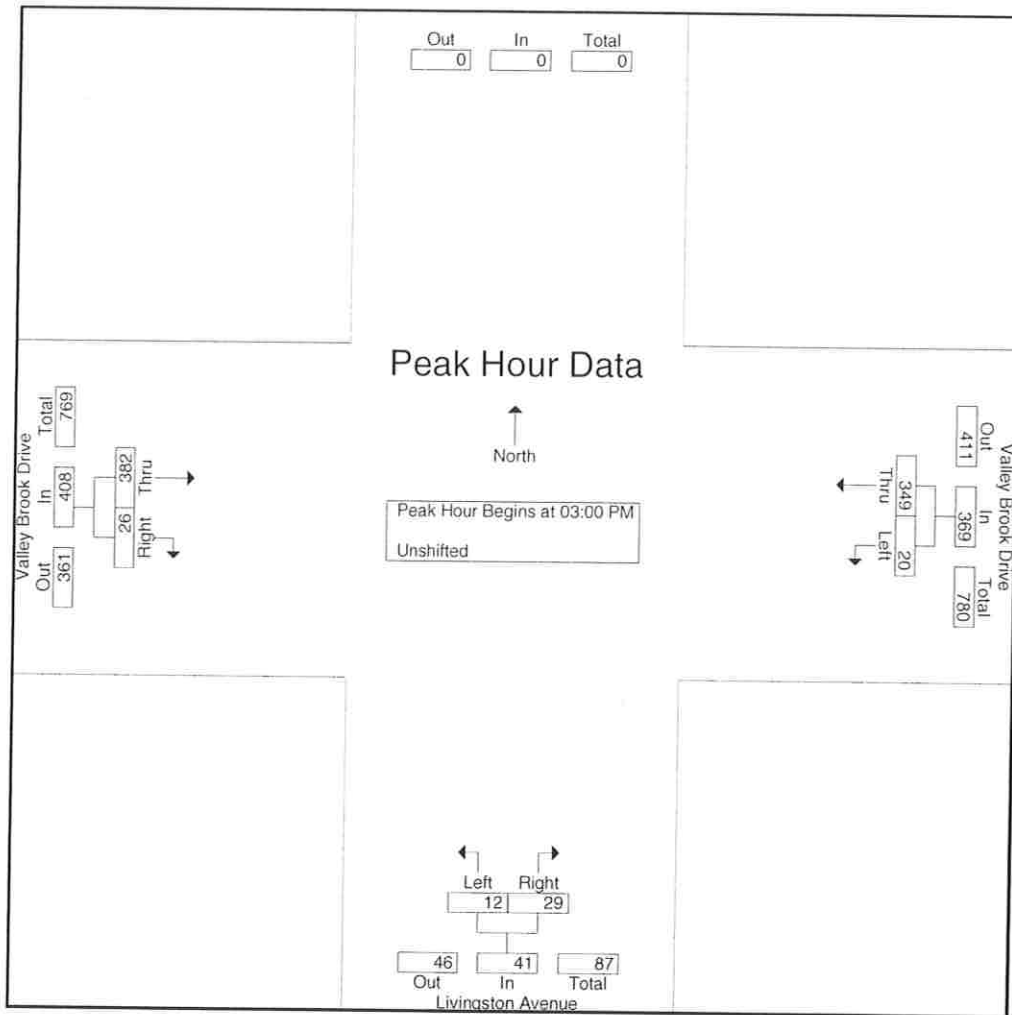 Out In Total
0 0 0
Peak Hour Data
North
Peak Hour Begins at 03:00 PM
Unshifted
Valley Brook Drive
Out In Total
361 408 769
Right Thru
26 382
Valley Brook Drive
Out In Total
411 369 780
Thru Left
349 20
Left Right
12 29
46 41 87
Out In Total
Livingston Avenue